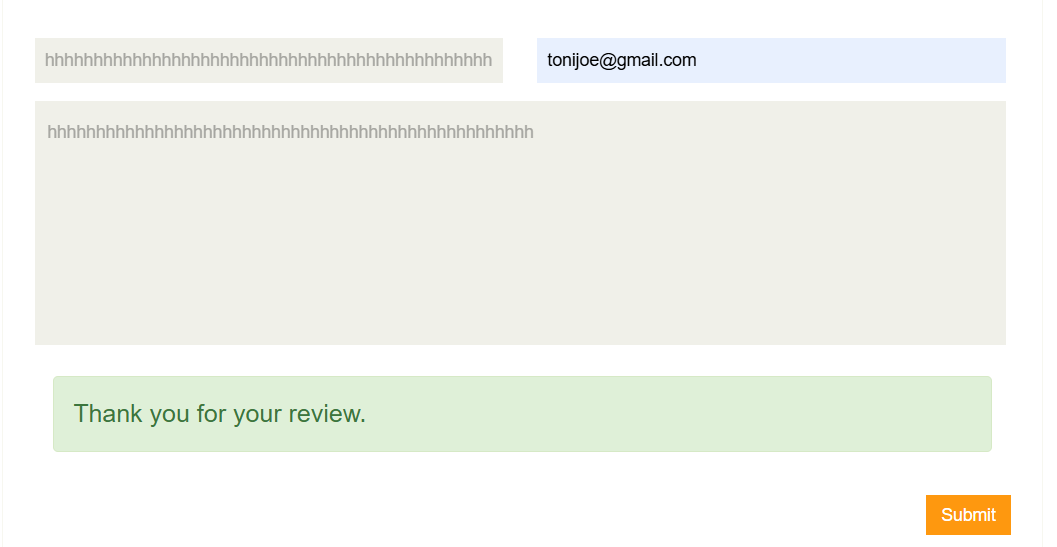 hhhhhhhhhhhhhhhhhhhhhhhhhhhhhhhhhhhhhhhhhhhhhh
tonijoe@gmail.com
hhhhhhhhhhhhhhhhhhhhhhhhhhhhhhhhhhhhhhhhhhhhhhhhhh
Thank you for your review.
Submit